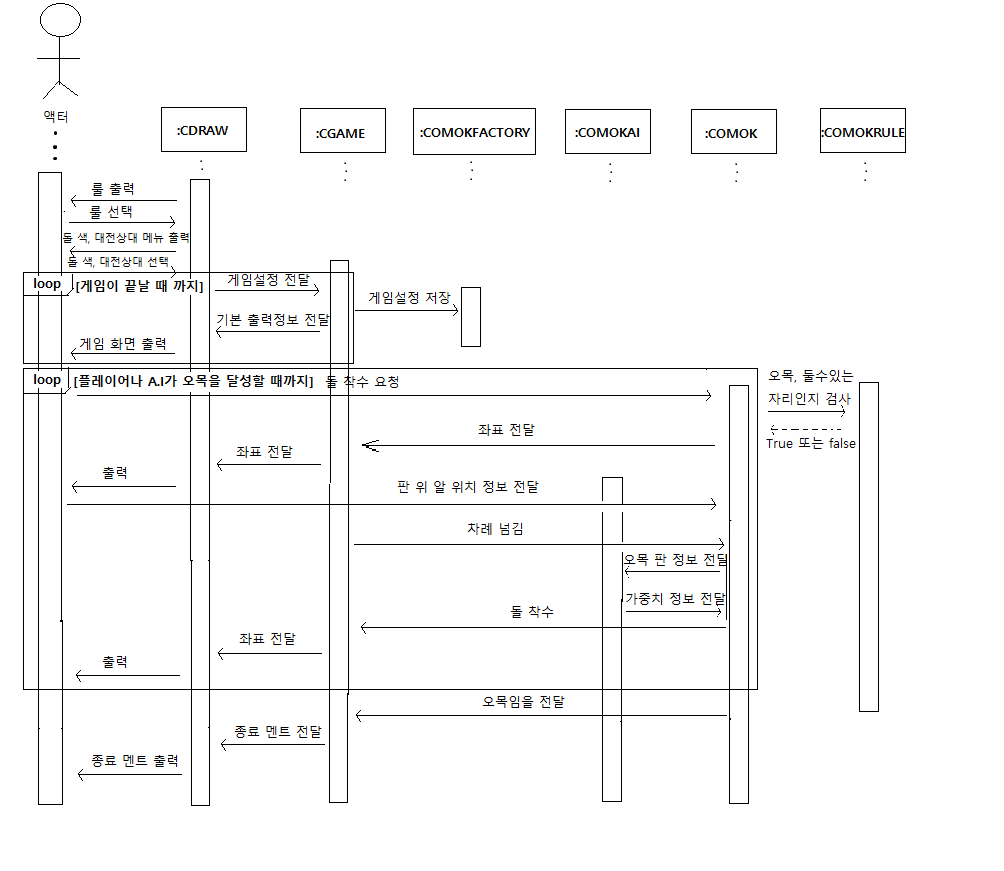 액터
:CDRAW
:CGAME
:COMOKFACTORY
:COMOKAI
:COMOK
:COMOKRULE
룰 출력
룰 선택
돌 색, 대전상대 메뉴 출력
돌 색, 대전상대 선택
loop
[게임이 끝날 때 까지]
게임설정 전달
게임설정 저장
기본 출력정보 전달
게임 화면 출력
loop
[플레이어나 A.I가 오목을 달성할 때까지]
돌 착수 요청
오목, 둘수있는
자리인지 검사
True 또는 false
좌표 전달
좌표 전달
출력
판 위 알 위치 정보 전달
차례 넘김
오목 판 정보 전달
가중치 정보 전달
돌 착수
좌표 전달
출력
오목임을 전달
종료 멘트 전달
종료 멘트 출력